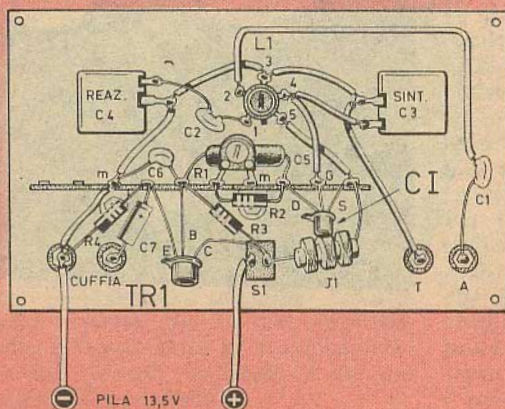 L1
REAZ.
C4
2
3
4
1
5
C2
SINT.
C3
C1
m
C6
R1
m
C5
G
D
S
CI
R2
R3
R4
C7
B
E
C
CUFFIA
TR1
S1
J1
T
A
- PILA 13,5V +